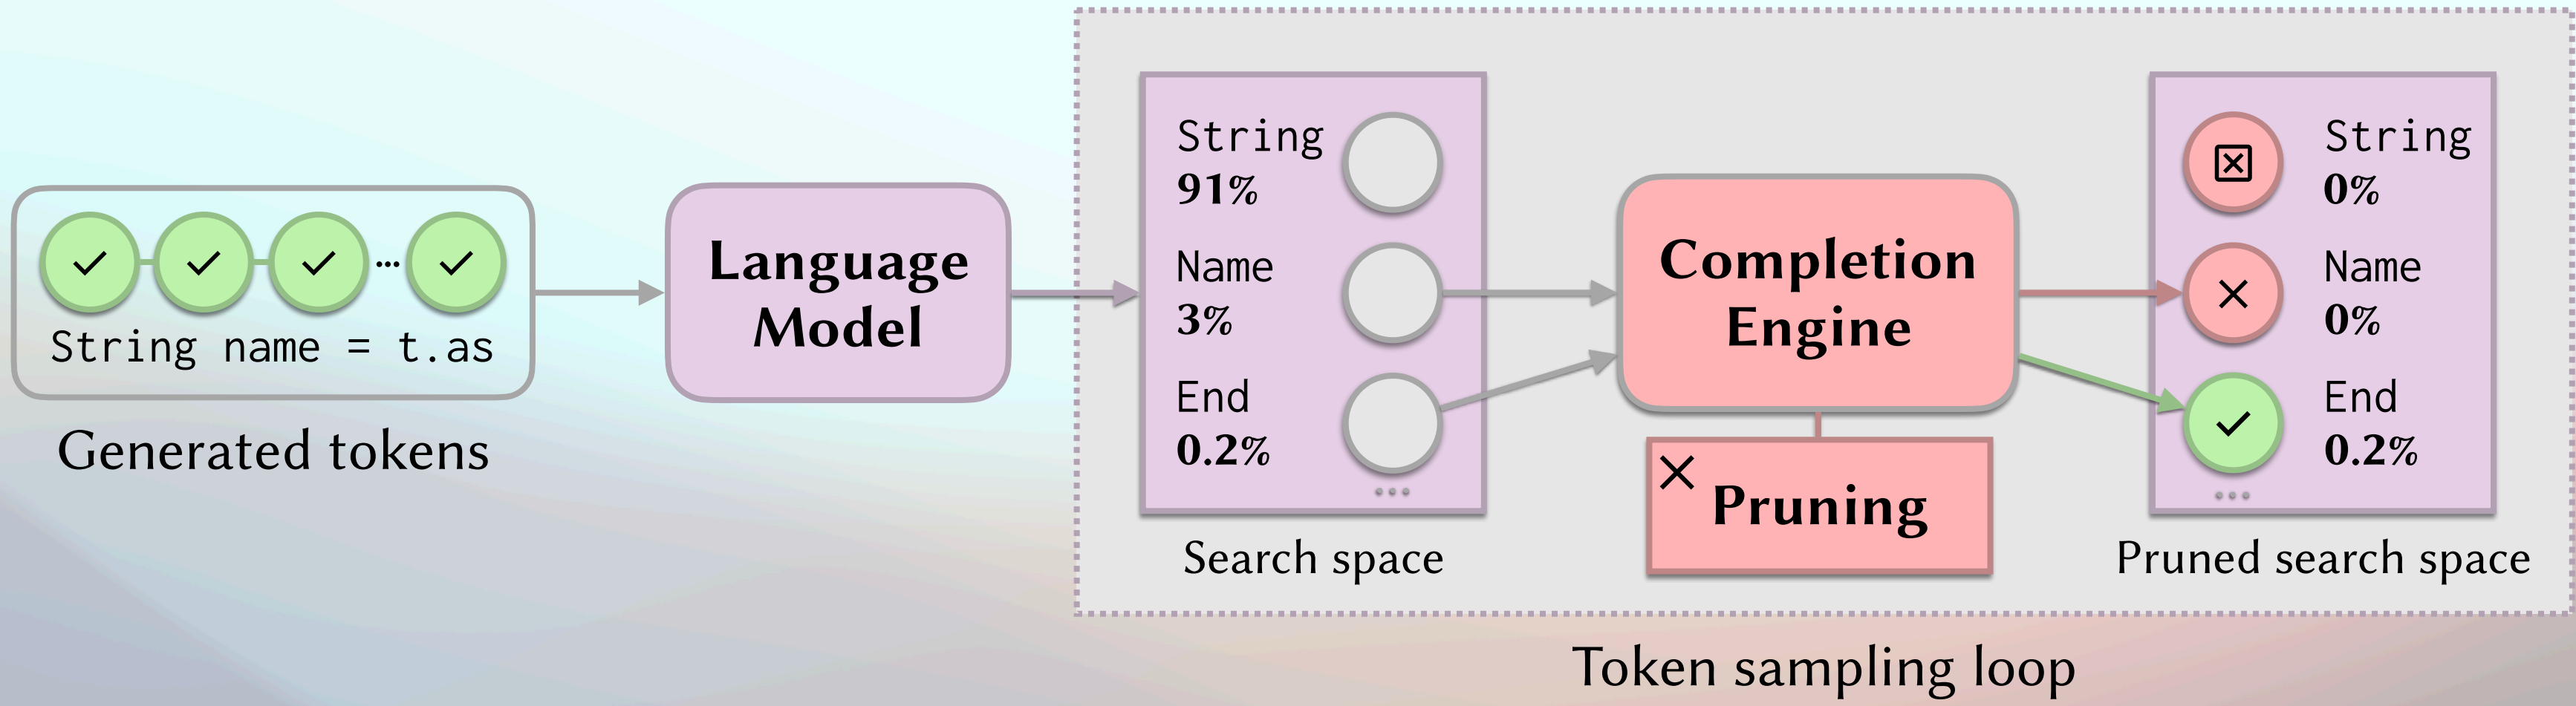 String name = t.as
Generated tokens
Language
Model
String
91%
Name
3%
End
0.2%
...
Search space
Completion
Engine
Pruning
String
0%
Name
0%
End
0.2%
...
Pruned search space
Token sampling loop